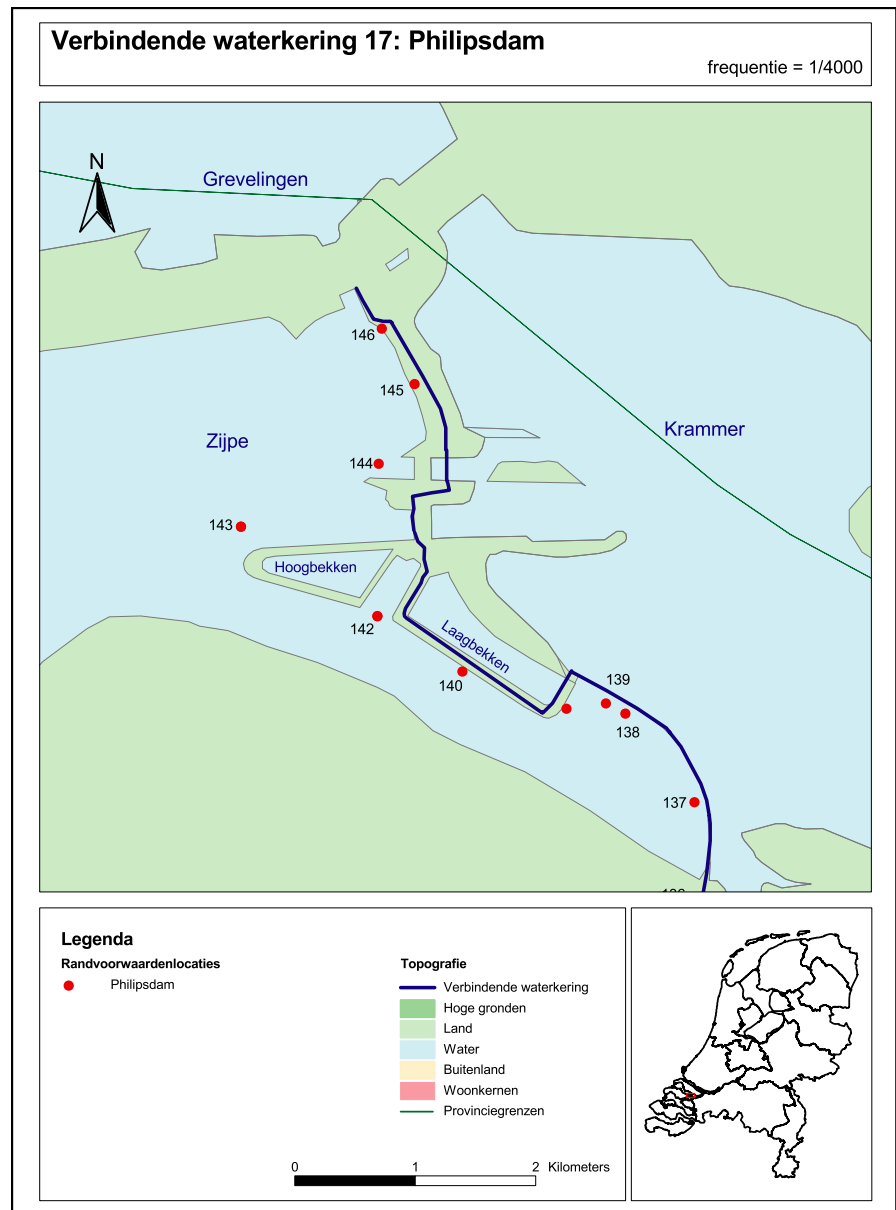 Verbindende waterkering 17: Philipsdam
frequentie = 1/4000
N
Grevelingen
146
145
Zijpe
Krammer
144
143
Hoogbekken
142
Laagbekken
140
139
138
137
Legenda
Randvoorwaardenlocaties
Philipsdam
Topografie
Verbindende waterkering
Hoge gronden
Land
Water
Buitenland
Woonkernen
Provinciegrenzen
0 1 2 Kilometers